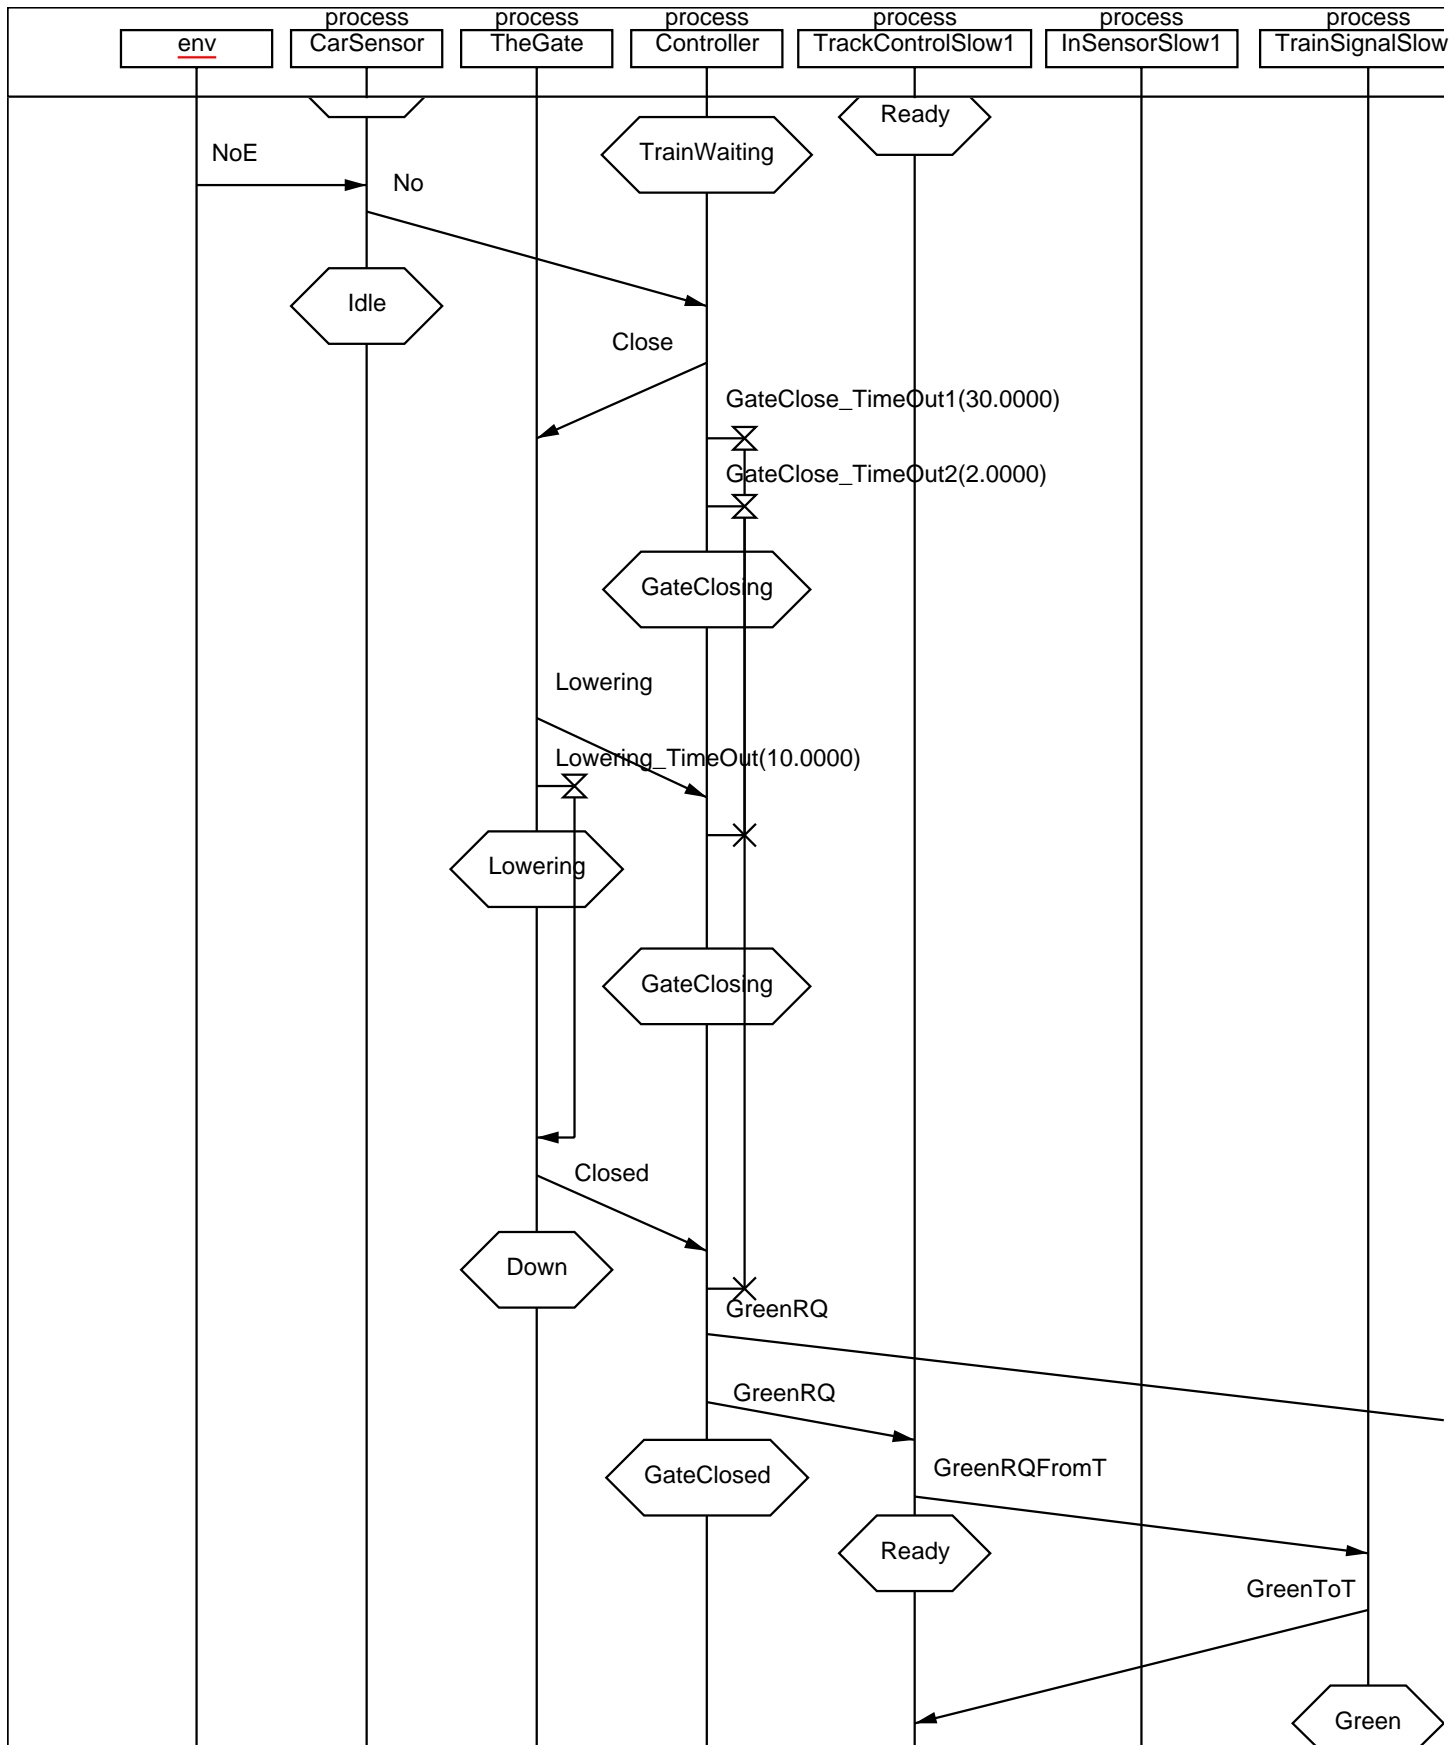 process process process process process process
env CarSensor TheGate Controller TrackControlSlow1 InSensorSlow1 TrainSignalSlow
Ready
NoE
TrainWaiting
No
Idle
Close
GateClose_TimeOut1(30.0000)
GateClose_TimeOut2(2.0000)
GateClosing
Lowering
Lowering_TimeOut(10.0000)
Lowering
GateClosing
Closed
Down
GreenRQ
GreenRQ
GreenRQFromT
GateClosed
Ready
GreenToT
Green